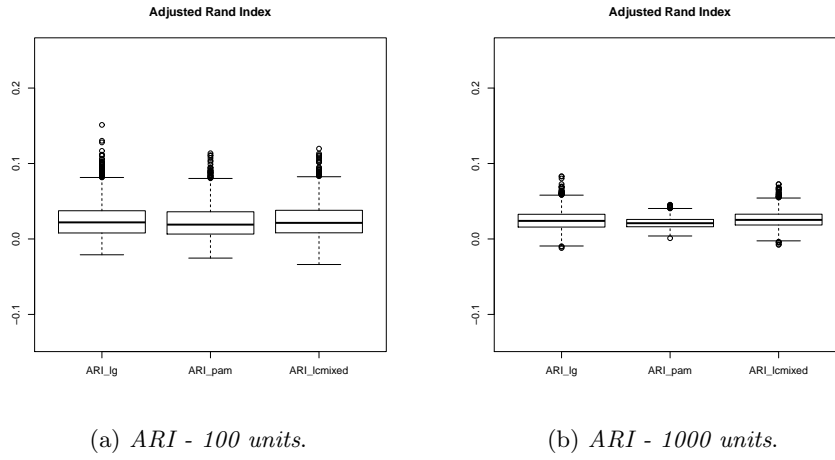 Adjusted Rand Index
0.2
0.1
0.0
-0.1
ARI_lg ARI_pam ARI_lcmixed
(a) ARI - 100 units.
Adjusted Rand Index
0.2
0.1
0.0
-0.1
ARI_lg ARI_pam ARI_lcmixed
(b) ARI - 1000 units.